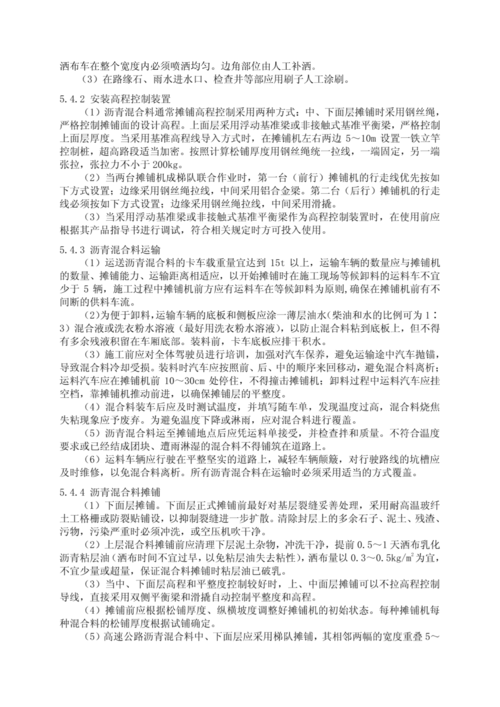 洒布车在整个宽度内必须喷洒均匀。边角部位由人工补洒。
（3）在路缘石、雨水进水口、检查井等部应用刷子人工涂刷。
5.4.2 安装高程控制装置
（1）沥青混合料通常摊铺高程控制采用两种方式：中、下面层摊铺时采用钢丝绳，
严格控制摊铺面的设计高程。上面层采用浮动基准梁或非接触式基准平衡梁，严格控制
上面层厚度。当采用基准高程线导入方式时，在摊铺机左右两边 5～10m 设置一铁立竿
控制桩，超高路段适当加密。按照计算松铺厚度用钢丝绳统一拉线，一端固定，另一端
张拉，张拉力不小于200kg。
（2）当两台摊铺机成梯队联合作业时，第一台（前行）摊铺机的行走线优先按如
下方式设置；边缘采用钢丝绳拉线，中间采用铝合金梁。第二台（后行）摊铺机的行走
线必须按如下方式设置：边缘采用钢丝绳拉线，中间采用滑撬。
（3）当采用浮动基准梁或非接触式基准平衡梁作为高程控制装置时，在使用前应
根据其产品指导书进行调试，符合相关规定时方可投入使用。
5.4.3 沥青混合料运输
（1）运送沥青混合料的卡车载重量宜达到 15t 以上，运输车辆的数量应与摊铺机
的数量、摊铺能力、运输距离相适应，以开始摊铺时在施工现场等候卸料的运料车不宜
少于 5 辆，施工过程中摊铺机前方应有运料车在等候卸料为原则,确保在摊铺机前有不
间断的供料车流。
（2）为便于卸料，运输车辆的底板和侧板应涂一薄层油水（柴油和水的比例可为 1：
3）混合液或洗衣粉水溶液（最好用洗衣粉水溶液），以防止混合料粘到底板上，但不得
有多余残液积留在车厢底部。装料前，卡车底板应排干积水。
（3）施工前应对全体驾驶员进行培训，加强对汽车保养，避免运输途中汽车抛锚，
导致混合料冷却受损。装料时汽车应按照前、后、中的顺序来回移动，避免混合料离析；
运料汽车应在摊铺机前 10～30cm 处停住，不得撞击摊铺机；卸料过程中运料汽车应挂
空档，靠摊铺机推动前进，以确保摊铺层的平整度。
（4）混合料装车后应及时测试温度，并填写随车单，发现温度过高，混合料烧焦
失粘现象应予废弃。为避免温度下降或淋雨，应对混合料进行覆盖。
（5）沥青混合料运至摊铺地点后应凭运料单接受，并检查拌和质量。不符合温度
要求或已经结成团块、遭雨淋湿的混合料不得铺筑在道路上。
（6）运料车辆应行驶在平整坚实的道路上，减轻车辆颠簸，对行驶路线的坑槽应
及时维修，以免混合料离析。所有沥青混合料在运输时必须采用适当的方式覆盖。
5.4.4 沥青混合料摊铺
（1）下面层摊铺。下面层正式摊铺前最好对基层裂缝妥善处理，采用耐高温玻纤
土工格栅或防裂贴铺设，以抑制裂缝进一步扩散。清除封层上的多余石子、泥土、残渣、
污物，污染严重时必须冲洗，或空压机吹干净。
（2）上层混合料摊铺前应清理下层泥土杂物，冲洗干净，提前 0.5～1 天洒布乳化
沥青粘层油（洒布时间不宜过早，以免粘层油失去粘性），洒布量以 0.3～0.5kg/m²为宜，
不宜少量或超量，保证混合料摊铺时粘层油已破乳。
（3）当中、下面层高程和平整度控制较好时，上、中面层摊铺可以不拉高程控制
导线，直接采用双侧平衡梁和滑撬自动控制平整度和高程。
（4）摊铺前应根据松铺厚度、纵横坡度调整好摊铺机的初始状态。每种摊铺机每
种混合料的松铺厚度根据试铺确定。
（5）高速公路沥青混合料中、下面层应采用梯队摊铺，其相邻两幅的宽度重叠 5～